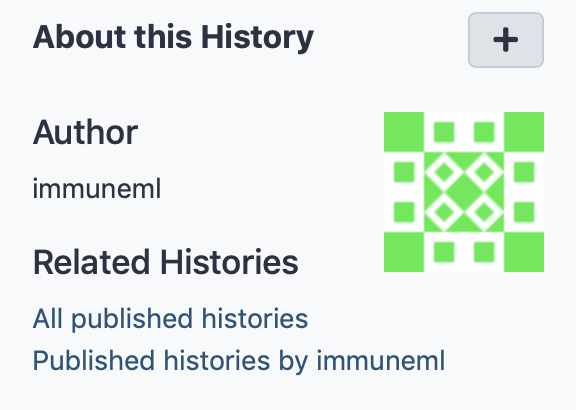 About this History
+
Author
immuneml
Related Histories
All published histories
Published histories by immuneml